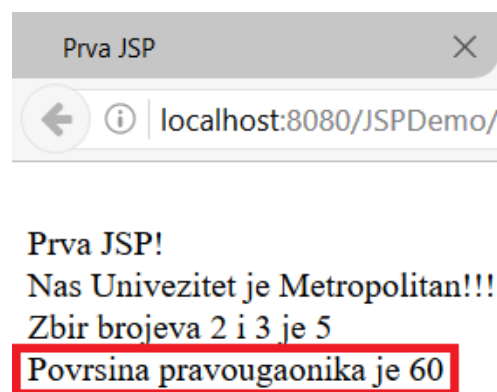 Prva JSP
localhost:8080/JSPDemo/
Prva JSP!
Nas Univezitet je Metropolitan!!!
Zbir brojeva 2 i 3 je 5
Povrsina pravougaonika je 60